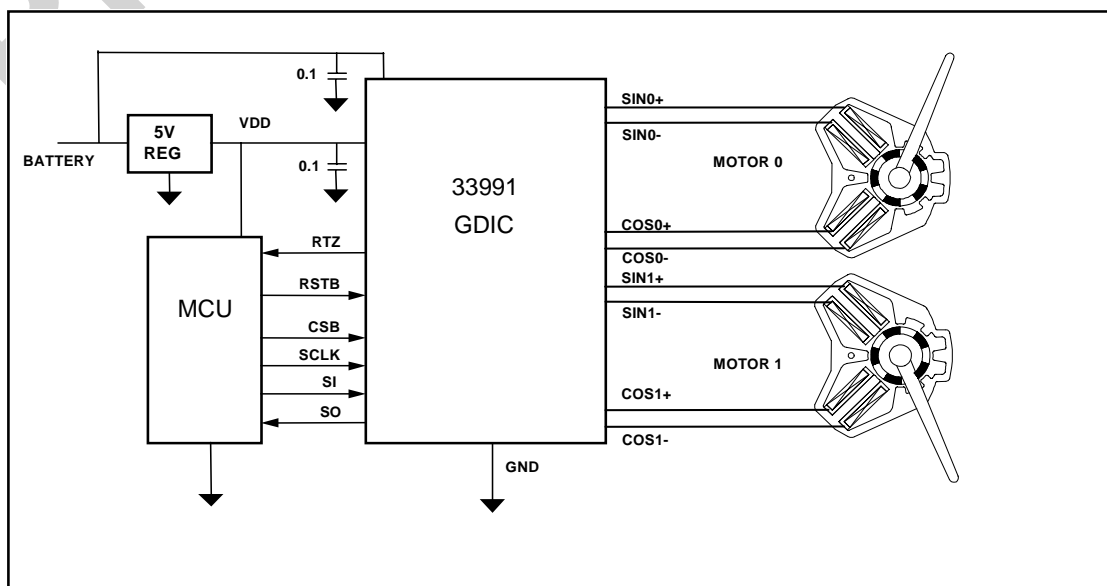 0.1
5V
REG
VDD
BATTERY
0.1
33991
GDIC
MCU
RTZ
RSTB
CSB
SCLK
SI
SO
GND
SIN0+
SIN0-
MOTOR 0
COS0+
COS0-
SIN1+
SIN1-
MOTOR 1
COS1+
COS1-